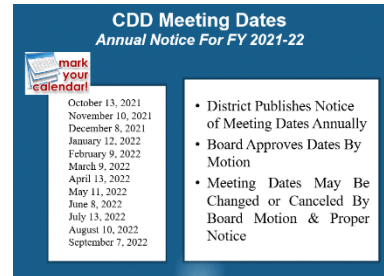 CDD Meeting Dates
Annual Notice For FY 2021-22
mark
your
calendar!
October 13, 2021
November 10, 2021
December 8, 2021
January 12, 2022
February 9, 2022
March 9, 2022
April 13, 2022
May 11, 2022
June 8, 2022
July 13, 2022
August 10, 2022
September 7, 2022
• District Publishes Notice
of Meeting Dates Annually
• Board Approves Dates By
Motion
• Meeting Dates May Be
Changed or Canceled By
Board Motion & Proper
Notice